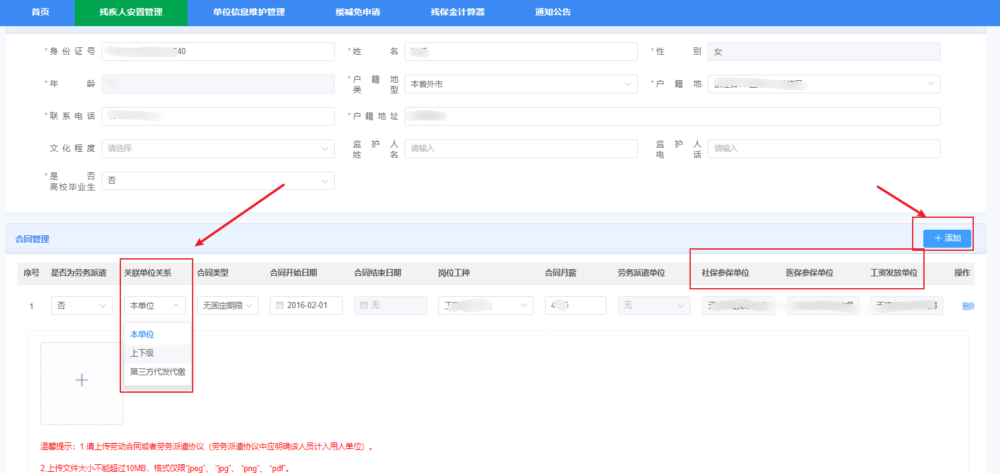 首页 残疾人安置管理 单位信息维护管理 缓减免申请 残保金计算器 通知公告
*身份证号 40 *姓名 *性别 女
*年龄 *户籍地类型 本省外市 *户籍地
*联系电话 *户籍地址
文化程度 请选择 监护人姓名 请输入 监护人电话 请输入
*是否高校毕业生 否
合同管理 + 添加
序号 是否为劳务派遣 关联单位关系 合同类型 合同开始日期 合同结束日期 岗位工种 合同月薪 劳务派遣单位 社保参保单位 医保参保单位 工资发放单位 操作
1 否 本单位 无固定期限 2016-02-01 无 无 删除
本单位
上下级
第三方代发代缴
温馨提示：1.请上传劳动合同或者劳务派遣协议（劳务派遣协议中应明确该人员计入用人单位）。
2.上传文件大小不能超过10MB，格式仅限“jpeg”、“jpg”、“png”、“pdf”。